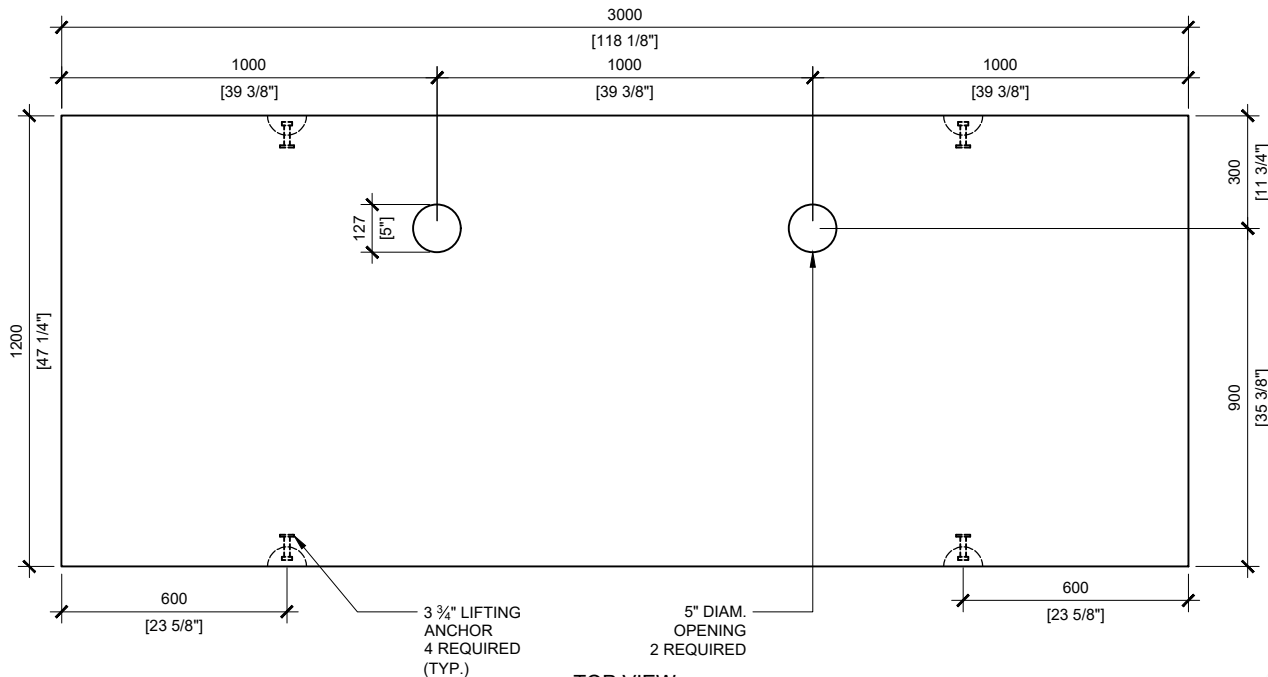 3000
[118 1/8"]
1000
[39 3/8"]
1000
[39 3/8"]
1000
[39 3/8"]
300
[11 3/4"]
127
[5"]
1200
[47 1/4"]
900
[35 3/8"]
600
[23 5/8"]
3 ¾" LIFTING
ANCHOR
4 REQUIRED
(TYP.)
5" DIAM.
OPENING
2 REQUIRED
600
[23 5/8"]
TOP VIEW